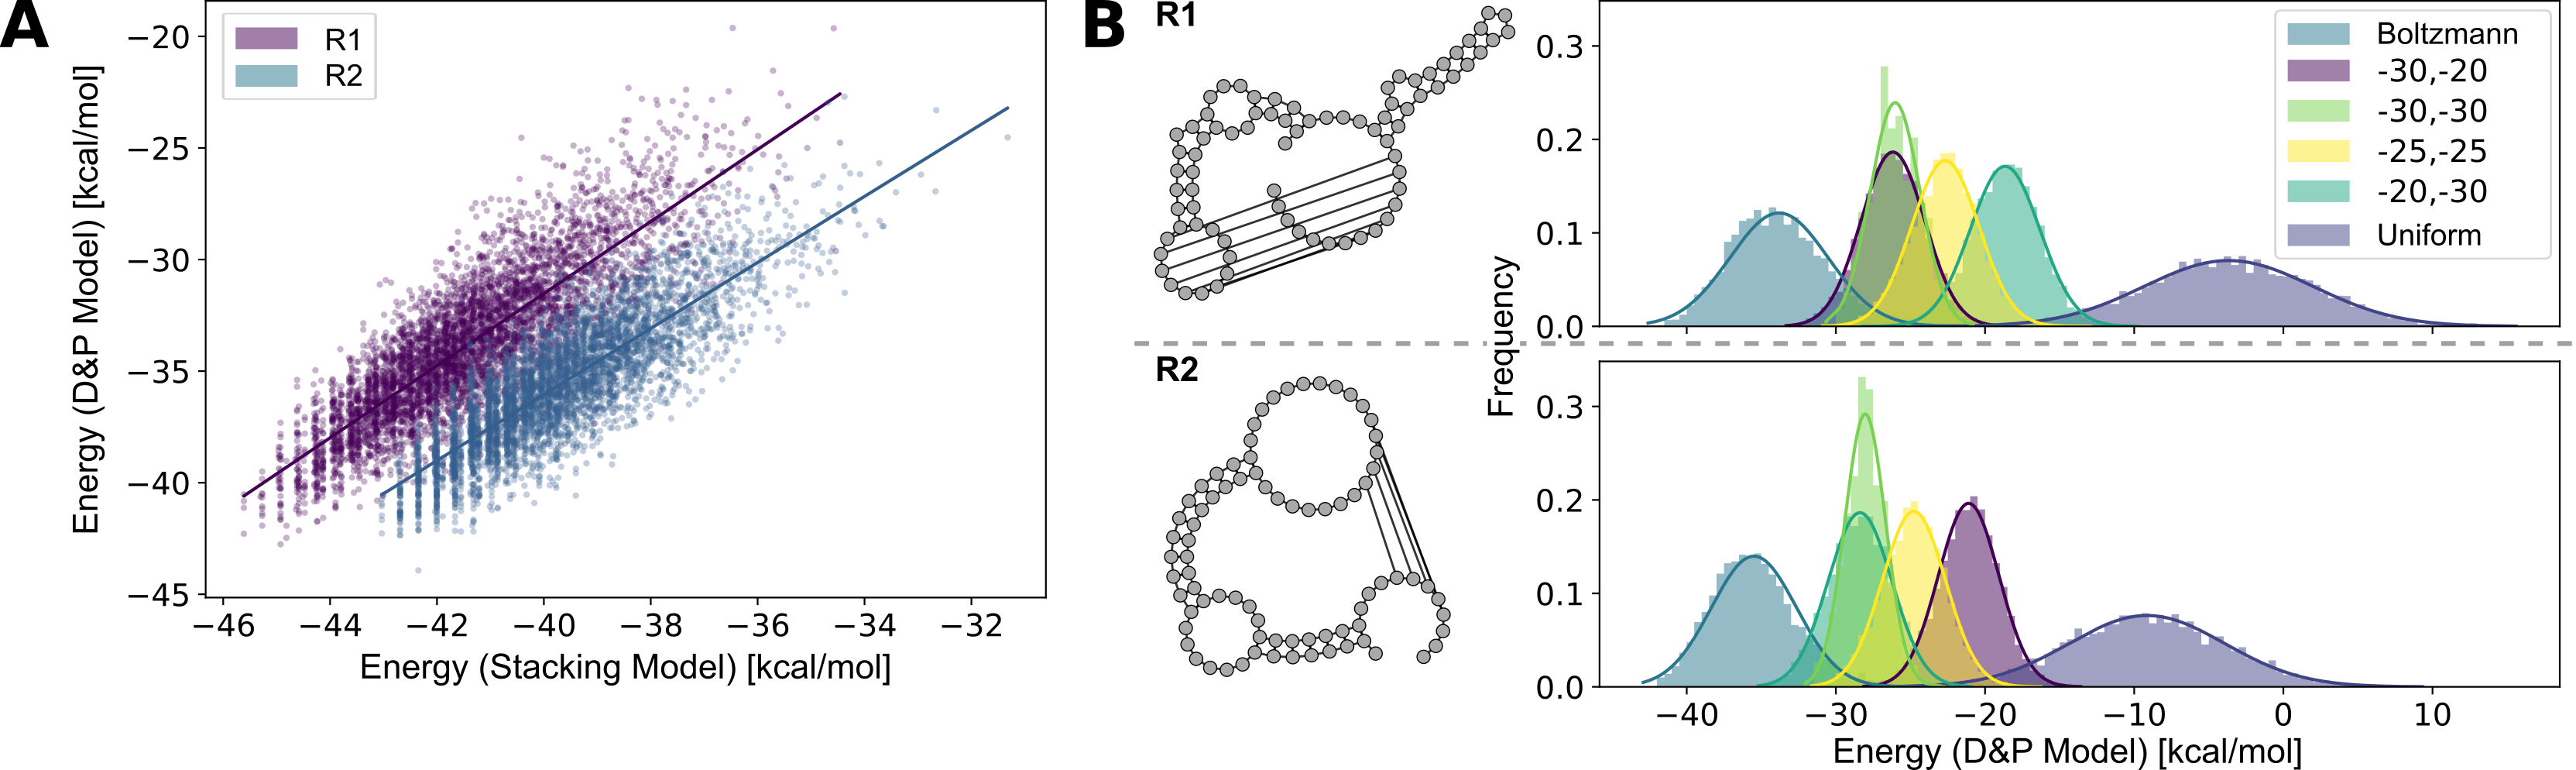 A
R1
R2
−20
−25
−30
−35
−40
−45
Energy (D&P Model) [kcal/mol]
−46 −44 −42 −40 −38 −36 −34 −32
Energy (Stacking Model) [kcal/mol]
B
R1
R2
Frequency
0.3
0.2
0.1
0.0
Boltzmann
-30,-20
-30,-30
-25,-25
-20,-30
Uniform
0.3
0.2
0.1
0.0
−40 −30 −20 −10 0 10
Energy (D&P Model) [kcal/mol]